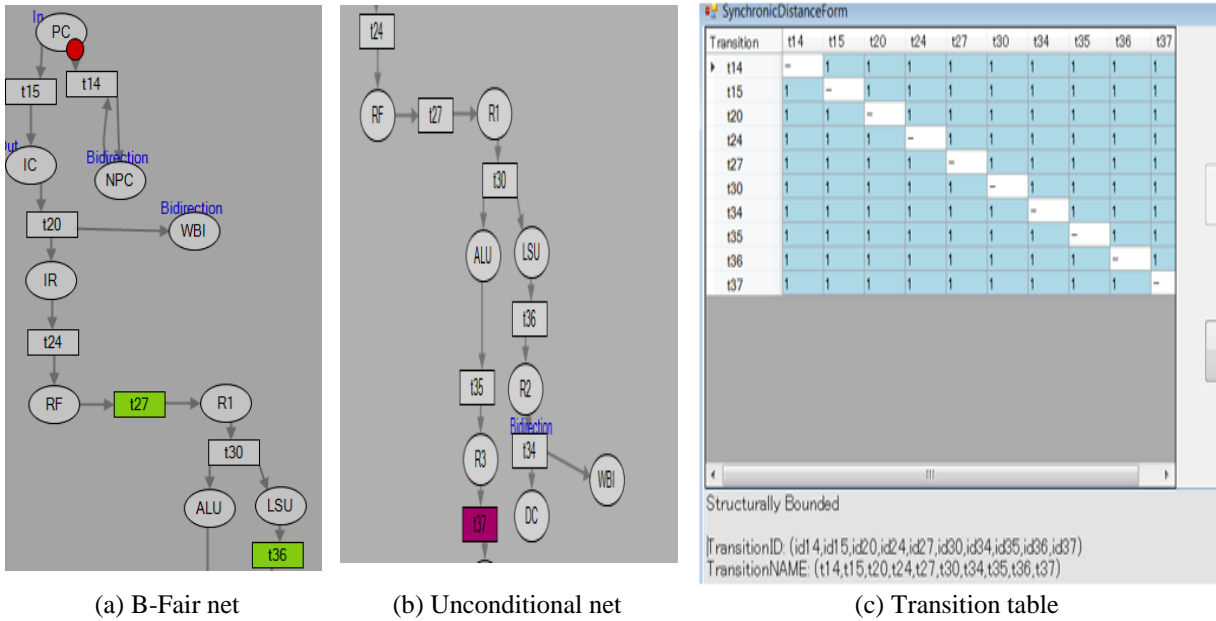 In
PC
t15
t14
Out
IC
Bidirection
NPC
Bidirection
t20
WBI
IR
t24
RF
t27
R1
t30
ALU
LSU
t36
t24
RF
t27
R1
t30
ALU
LSU
t36
t35
R2
Bidirection
t34
R3
WBI
t37
DC
SynchronicDistanceForm
Transition t14 t15 t20 t24 t27 t30 t34 t35 t36 t37
t14 - 1 1 1 1 1 1 1 1 1
t15 1 - 1 1 1 1 1 1 1 1
t20 1 1 - 1 1 1 1 1 1 1
t24 1 1 1 - 1 1 1 1 1 1
t27 1 1 1 1 - 1 1 1 1 1
t30 1 1 1 1 1 - 1 1 1 1
t34 1 1 1 1 1 1 - 1 1 1
t35 1 1 1 1 1 1 1 - 1 1
t36 1 1 1 1 1 1 1 1 - 1
t37 1 1 1 1 1 1 1 1 1 -
Structurally Bounded
TransitionID: (id14,id15,id20,id24,id27,id30,id34,id35,id36,id37)
TransitionNAME: (t14,t15,t20,t24,t27,t30,t34,t35,t36,t37)
(a) B-Fair net
(b) Unconditional net
(c) Transition table